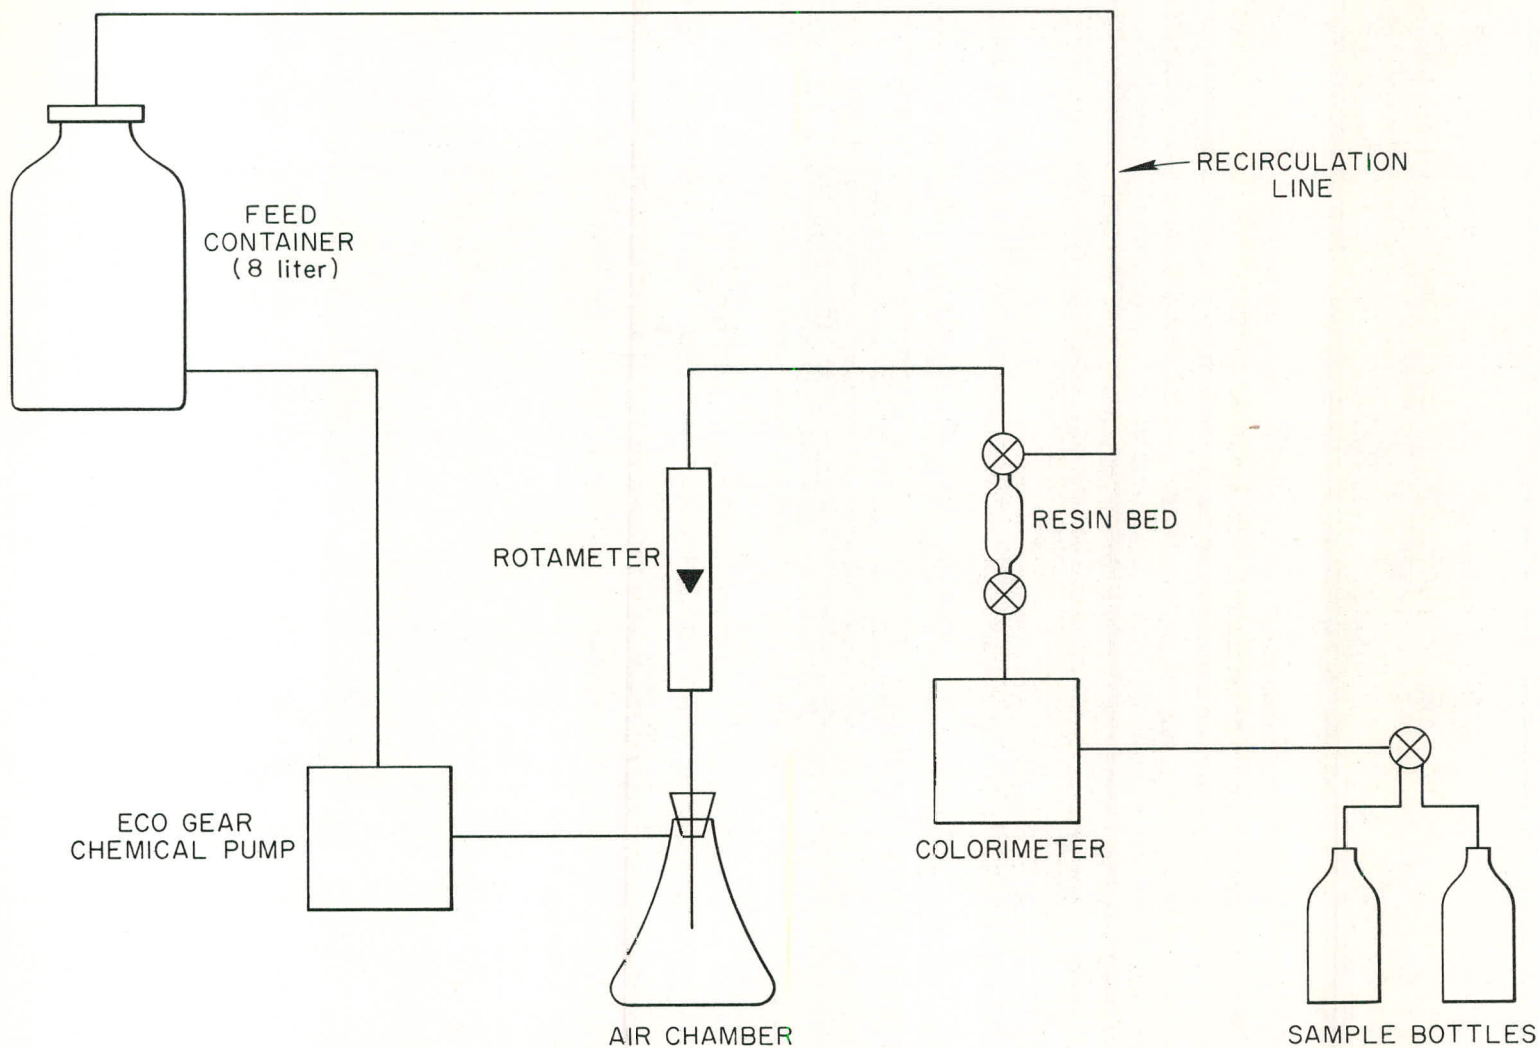 RECIRCULATION
LINE
FEED
CONTAINER
(8 liter)
RESIN BED
ROTAMETER
ECO GEAR
CHEMICAL PUMP
COLORIMETER
AIR CHAMBER
SAMPLE BOTTLES